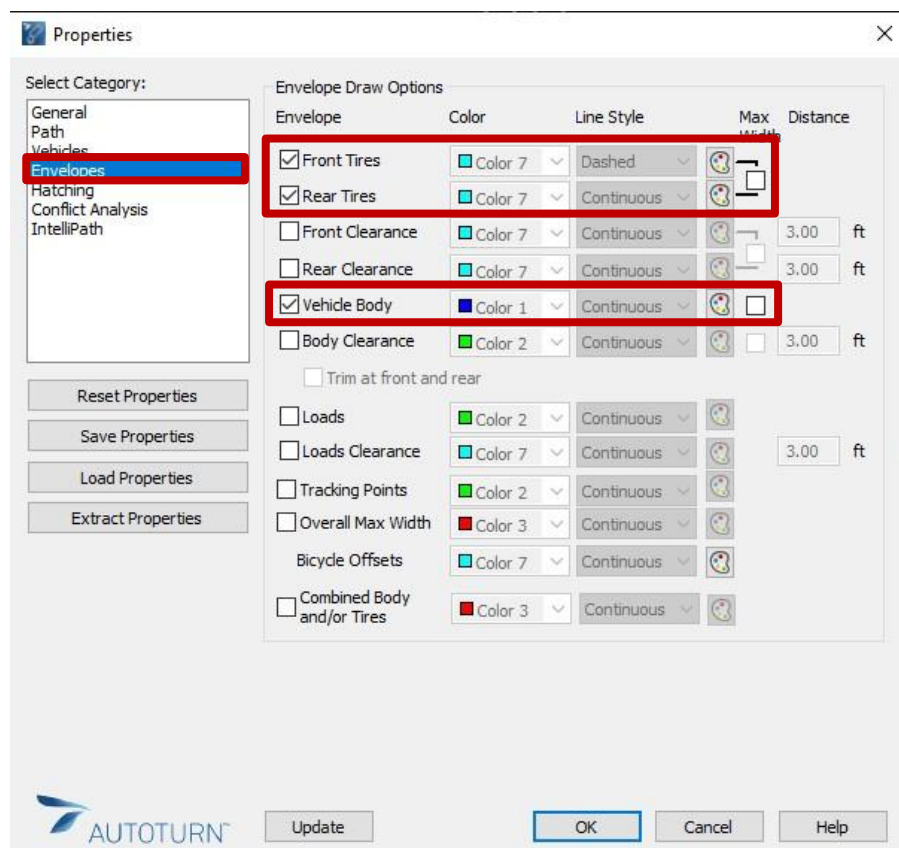 Properties
Select Category:
General
Path
Vehicles
Envelopes
Hatching
Conflict Analysis
IntelliPath
Reset Properties
Save Properties
Load Properties
Extract Properties
Envelope Draw Options
Envelope Color Line Style Max Width Distance
Front Tires Color 7 Dashed
Rear Tires Color 7 Continuous
Front Clearance Color 7 Continuous 3.00 ft
Rear Clearance Color 7 Continuous 3.00 ft
Vehicle Body Color 1 Continuous
Body Clearance Color 2 Continuous 3.00 ft
Trim at front and rear
Loads Color 2 Continuous
Loads Clearance Color 7 Continuous 3.00 ft
Tracking Points Color 2 Continuous
Overall Max Width Color 3 Continuous
Bicycle Offsets Color 7 Continuous
Combined Body
and/or Tires Color 3 Continuous
AUTOTURN
Update OK Cancel Help